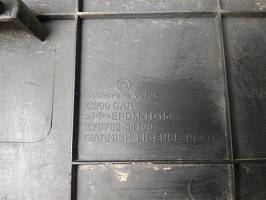 SSANGYONG MOTOR
C200 CAR
>PP+EPDM-TD15<
GARNISH LICENSE PLATE